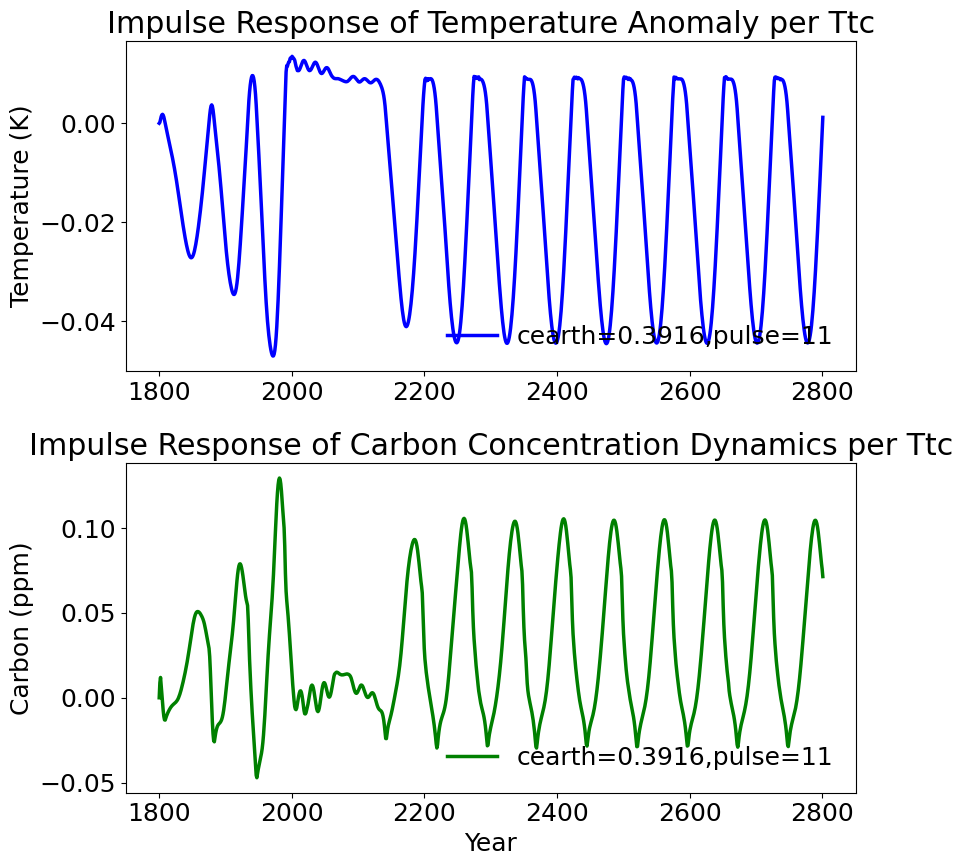 Impulse Response of Temperature Anomaly per Ttc
Temperature (K)
0.00
−0.02
−0.04
cearth=0.3916,pulse=11
1800 2000 2200 2400 2600 2800
Impulse Response of Carbon Concentration Dynamics per Ttc
Carbon (ppm)
0.10
0.05
0.00
−0.05
cearth=0.3916,pulse=11
1800 2000 2200 2400 2600 2800
Year